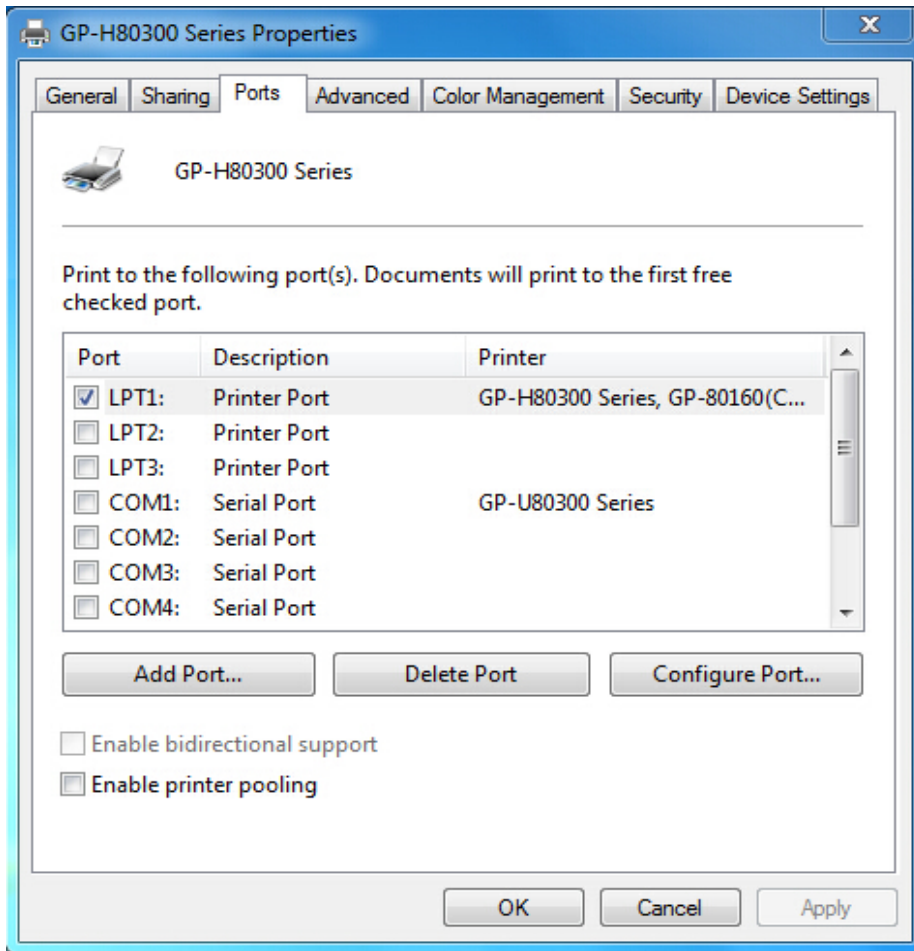 GP-H80300 Series Properties
General Sharing Ports Advanced Color Management Security Device Settings
GP-H80300 Series
Print to the following port(s). Documents will print to the first free
checked port.
Port Description Printer
LPT1: Printer Port GP-H80300 Series, GP-80160(C...
LPT2: Printer Port
LPT3: Printer Port
COM1: Serial Port GP-U80300 Series
COM2: Serial Port
COM3: Serial Port
COM4: Serial Port
Add Port... Delete Port Configure Port...
Enable bidirectional support
Enable printer pooling
OK Cancel Apply